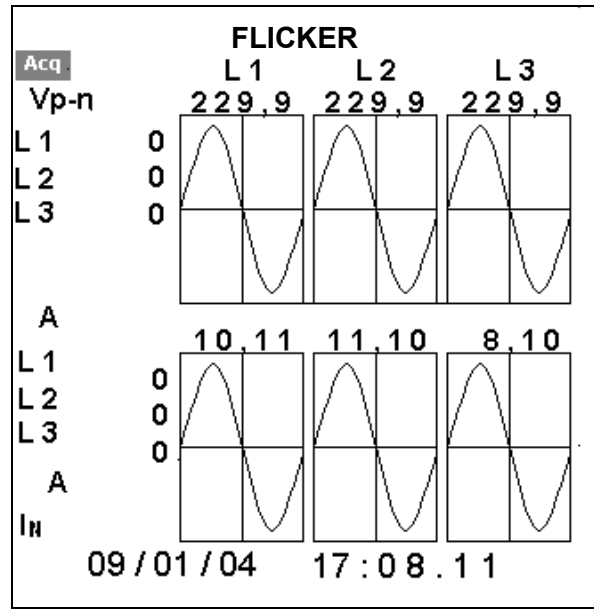 FLICKER
Acq.
L1 L2 L3
Vp-n 229,9 229,9 229,9
L1 0
L2 0
L3 0
A
10,11 11,10 8,10
L1 0
L2 0
L3 0
A
IN
09/01/04 17:08.11